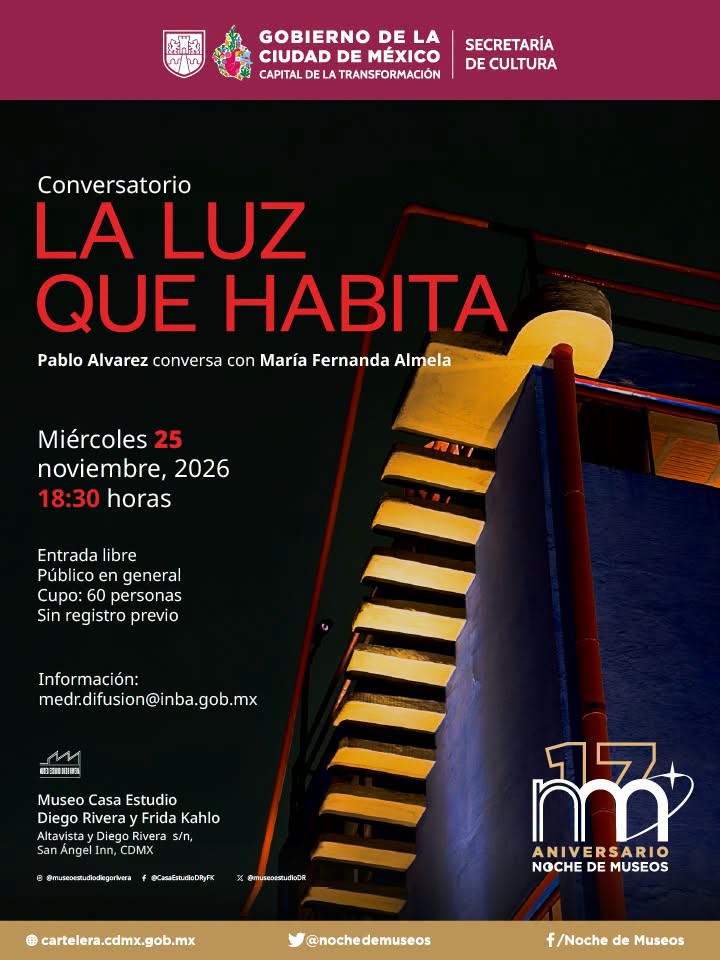 GOBIERNO DE LA
CIUDAD DE MÉXICO
CAPITAL DE LA TRANSFORMACIÓN
SECRETARÍA
DE CULTURA
Conversatorio
LA LUZ
QUE HABITA
Pablo Alvarez conversa con María Fernanda Almela
Miércoles 25
noviembre, 2026
18:30 horas
Entrada libre
Público en general
Cupo: 60 personas
Sin registro previo
Información:
medr.difusion@inba.gob.mx
Museo Casa Estudio
Diego Rivera y Frida Kahlo
Altavista y Diego Rivera s/n,
San Ángel Inn, CDMX
@museoestudiodiegorivera @CasaEstudioDRyFK @museoestudioDR
17
nm
ANIVERSARIO
NOCHE DE MUSEOS
cartelera.cdmx.gob.mx @nochedemuseos /Noche de Museos